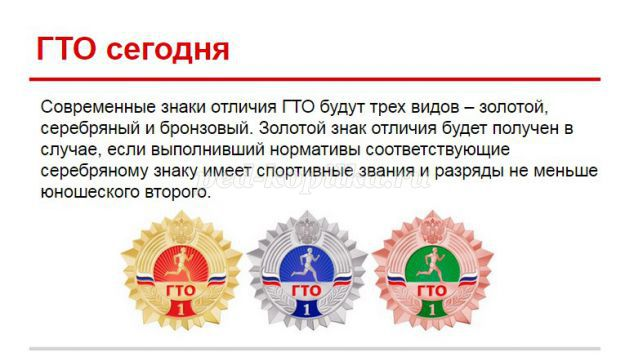 ГТО сегодня
Современные знаки отличия ГТО будут трех видов – золотой,
серебряный и бронзовый. Золотой знак отличия будет получен в
случае, если выполнивший нормативы соответствующие
серебряному знаку имеет спортивные звания и разряды не меньше
юношеского второго.
ГТО ГТО ГТО
1 1 1